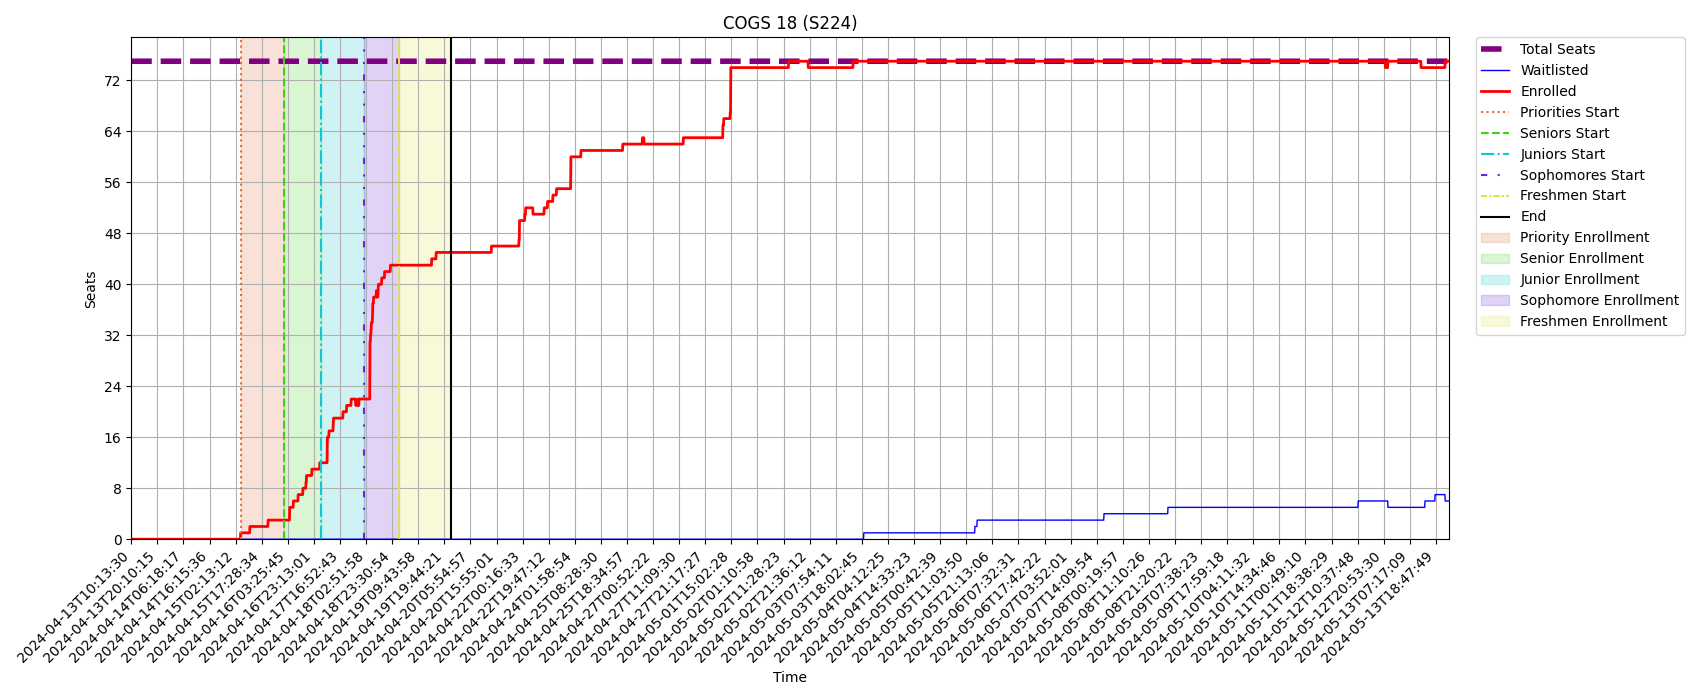 COGS 18 (S224)
Total Seats
Waitlisted
Enrolled
Priorities Start
Seniors Start
Juniors Start
Sophomores Start
Freshmen Start
End
Priority Enrollment
Senior Enrollment
Junior Enrollment
Sophomore Enrollment
Freshmen Enrollment
Seats
72
64
56
48
40
32
24
16
8
0
2024-04-13T10:13:30
2024-04-13T20:10:15
2024-04-14T06:18:17
2024-04-14T16:15:36
2024-04-15T02:13:12
2024-04-15T17:28:34
2024-04-16T03:25:45
2024-04-16T23:13:01
2024-04-17T16:52:43
2024-04-18T02:51:58
2024-04-18T23:30:54
2024-04-19T09:43:58
2024-04-19T19:44:21
2024-04-20T05:54:57
2024-04-20T15:55:01
2024-04-22T00:16:33
2024-04-22T19:47:12
2024-04-24T01:58:54
2024-04-25T08:28:30
2024-04-25T18:34:57
2024-04-27T00:52:22
2024-04-27T11:09:30
2024-04-27T21:17:27
2024-05-01T15:02:28
2024-05-02T01:10:58
2024-05-02T11:28:23
2024-05-02T21:36:12
2024-05-03T07:54:11
2024-05-03T18:02:45
2024-05-04T04:12:25
2024-05-04T14:33:23
2024-05-05T00:42:39
2024-05-05T11:03:50
2024-05-05T21:13:06
2024-05-06T07:32:31
2024-05-06T17:42:22
2024-05-07T03:52:01
2024-05-07T14:09:54
2024-05-08T00:19:57
2024-05-08T11:10:26
2024-05-08T21:20:22
2024-05-09T07:38:23
2024-05-09T17:59:18
2024-05-10T04:11:32
2024-05-10T14:34:46
2024-05-11T00:49:10
2024-05-11T18:38:29
2024-05-12T10:37:48
2024-05-12T20:53:30
2024-05-13T07:17:09
2024-05-13T18:47:49
Time